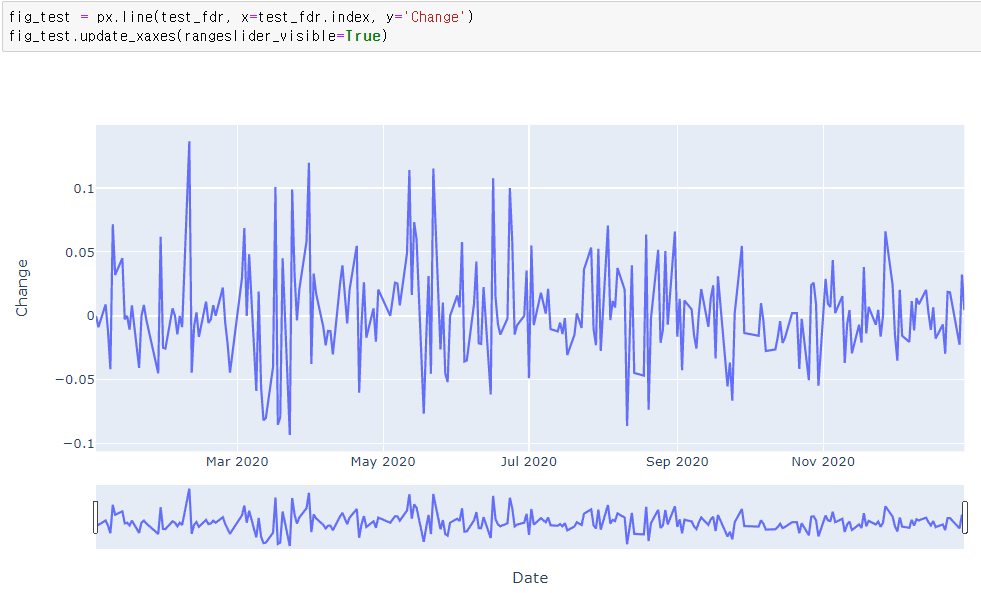 fig_test = px.line(test_fdr, x=test_fdr.index, y='Change')
fig_test.update_xaxes(rangeslider_visible=True)
0.1
0.05
0
−0.05
−0.1
Change
Mar 2020
May 2020
Jul 2020
Sep 2020
Nov 2020
Date